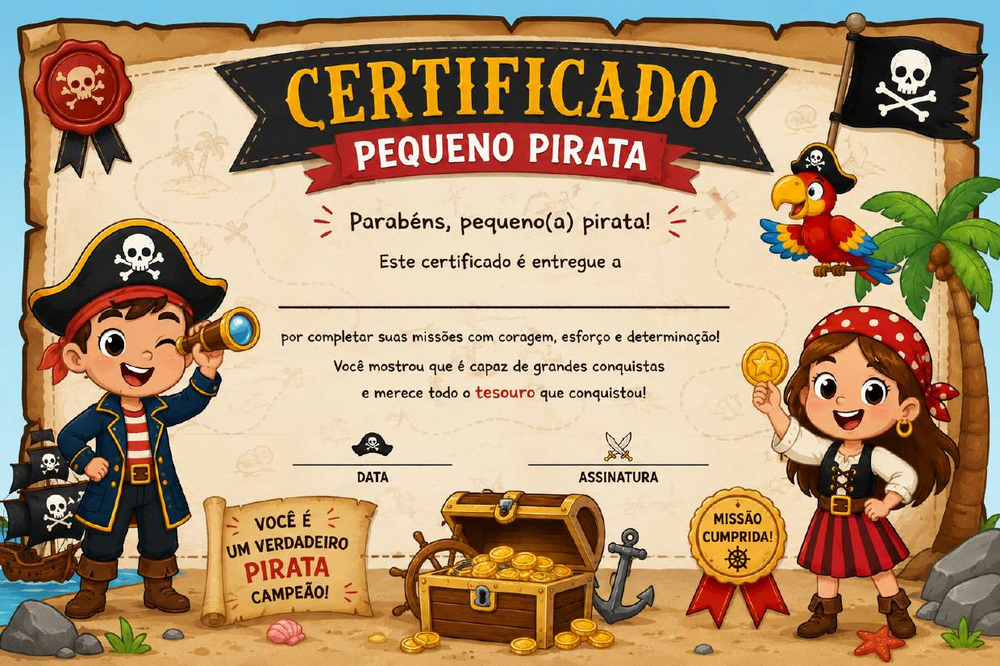 CERTIFICADO
PEQUENO PIRATA
Parabéns, pequeno(a) pirata!
Este certificado é entregue a
por completar suas missões com coragem, esforço e determinação!
Você mostrou que é capaz de grandes conquistas
e merece todo o tesouro que conquistou!
DATA
ASSINATURA
VOCÊ É
UM VERDADEIRO
PIRATA
CAMPEÃO!
MISSÃO
CUMPRIDA!